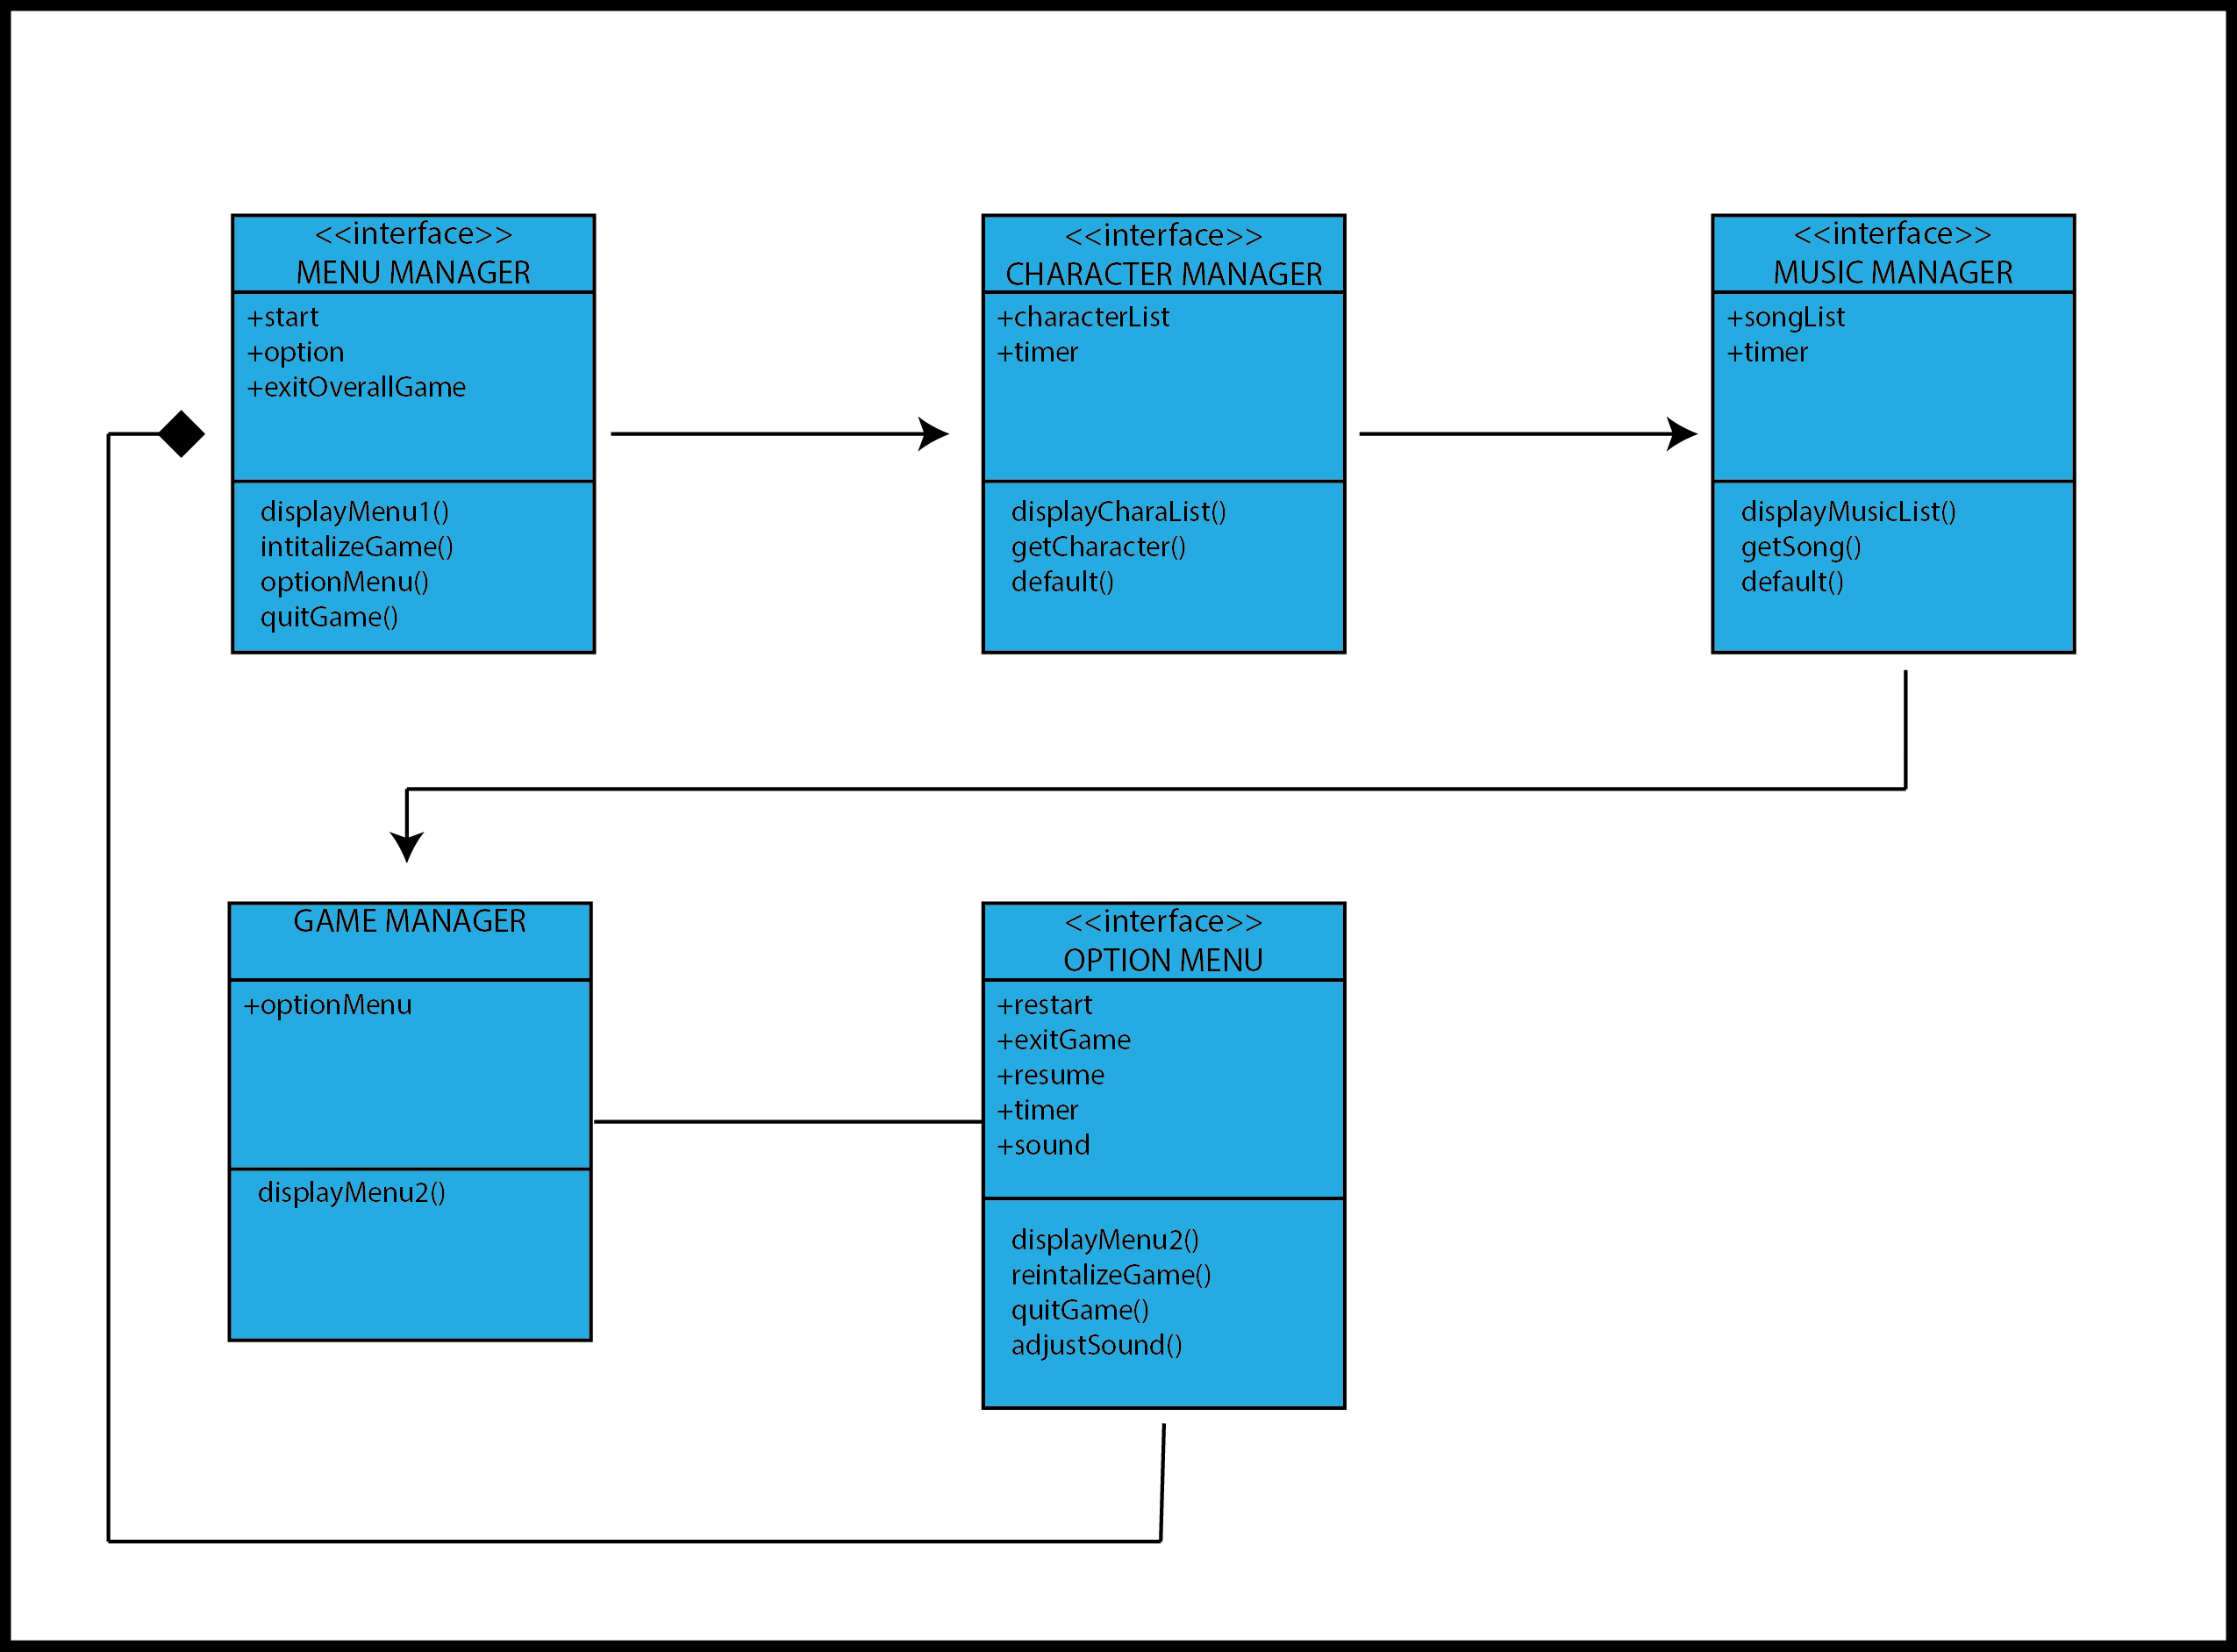 <<interface>>
MENU MANAGER
+start
+option
+exitOverallGame
displayMenu1()
intitalizeGame()
optionMenu()
quitGame()
<<interface>>
CHARACTER MANAGER
+characterList
+timer
displayCharaList()
getCharacter()
default()
<<interface>>
MUSIC MANAGER
+songList
+timer
displayMusicList()
getSong()
default()
GAME MANAGER
+optionMenu
displayMenu2()
<<interface>>
OPTION MENU
+restart
+exitGame
+resume
+timer
+sound
displayMenu2()
reintalizeGame()
quitGame()
adjustSound()